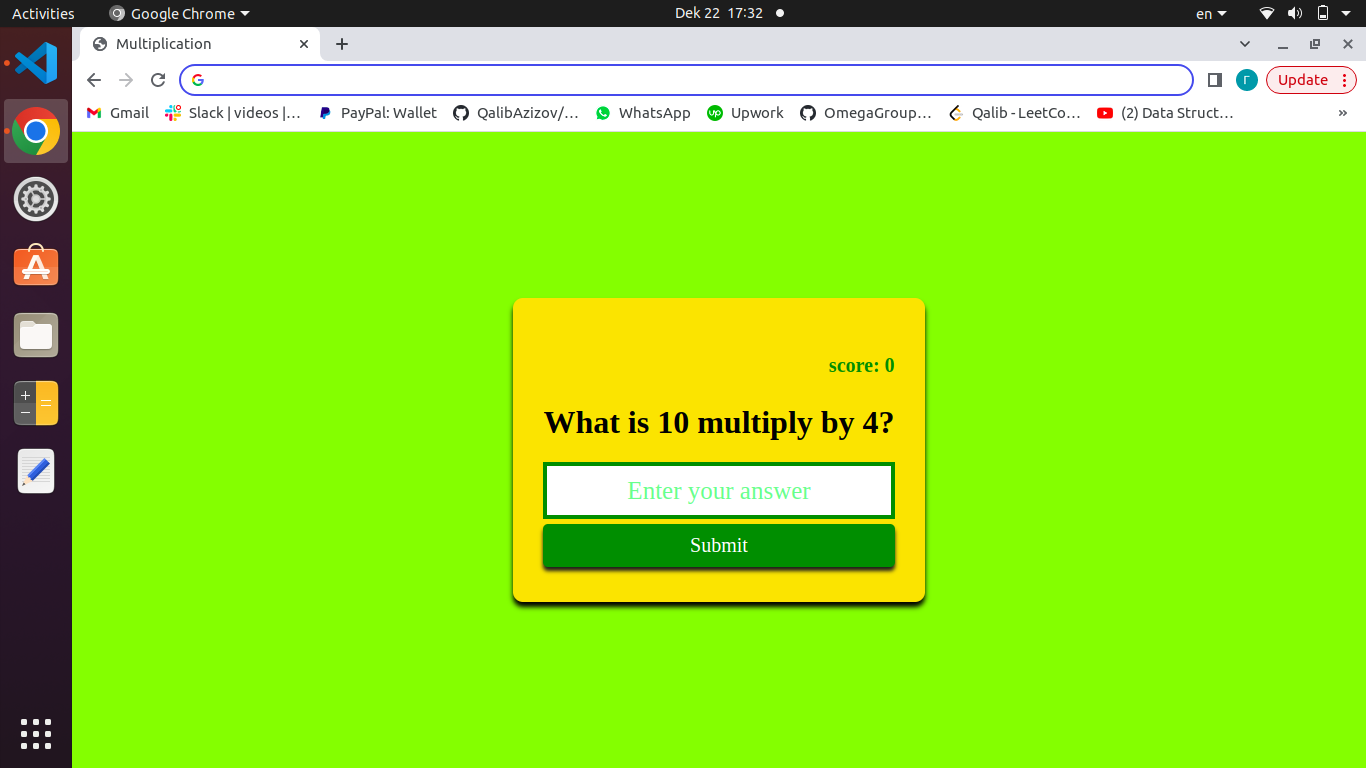 Activities Google Chrome Dek 22 17:32 en
Multiplication
Г Update
Gmail Slack | videos |… PayPal: Wallet QalibAzizov/… WhatsApp up Upwork OmegaGroup… Qalib - LeetCo… (2) Data Struct… »
score: 0
What is 10 multiply by 4?
Enter your answer
Submit